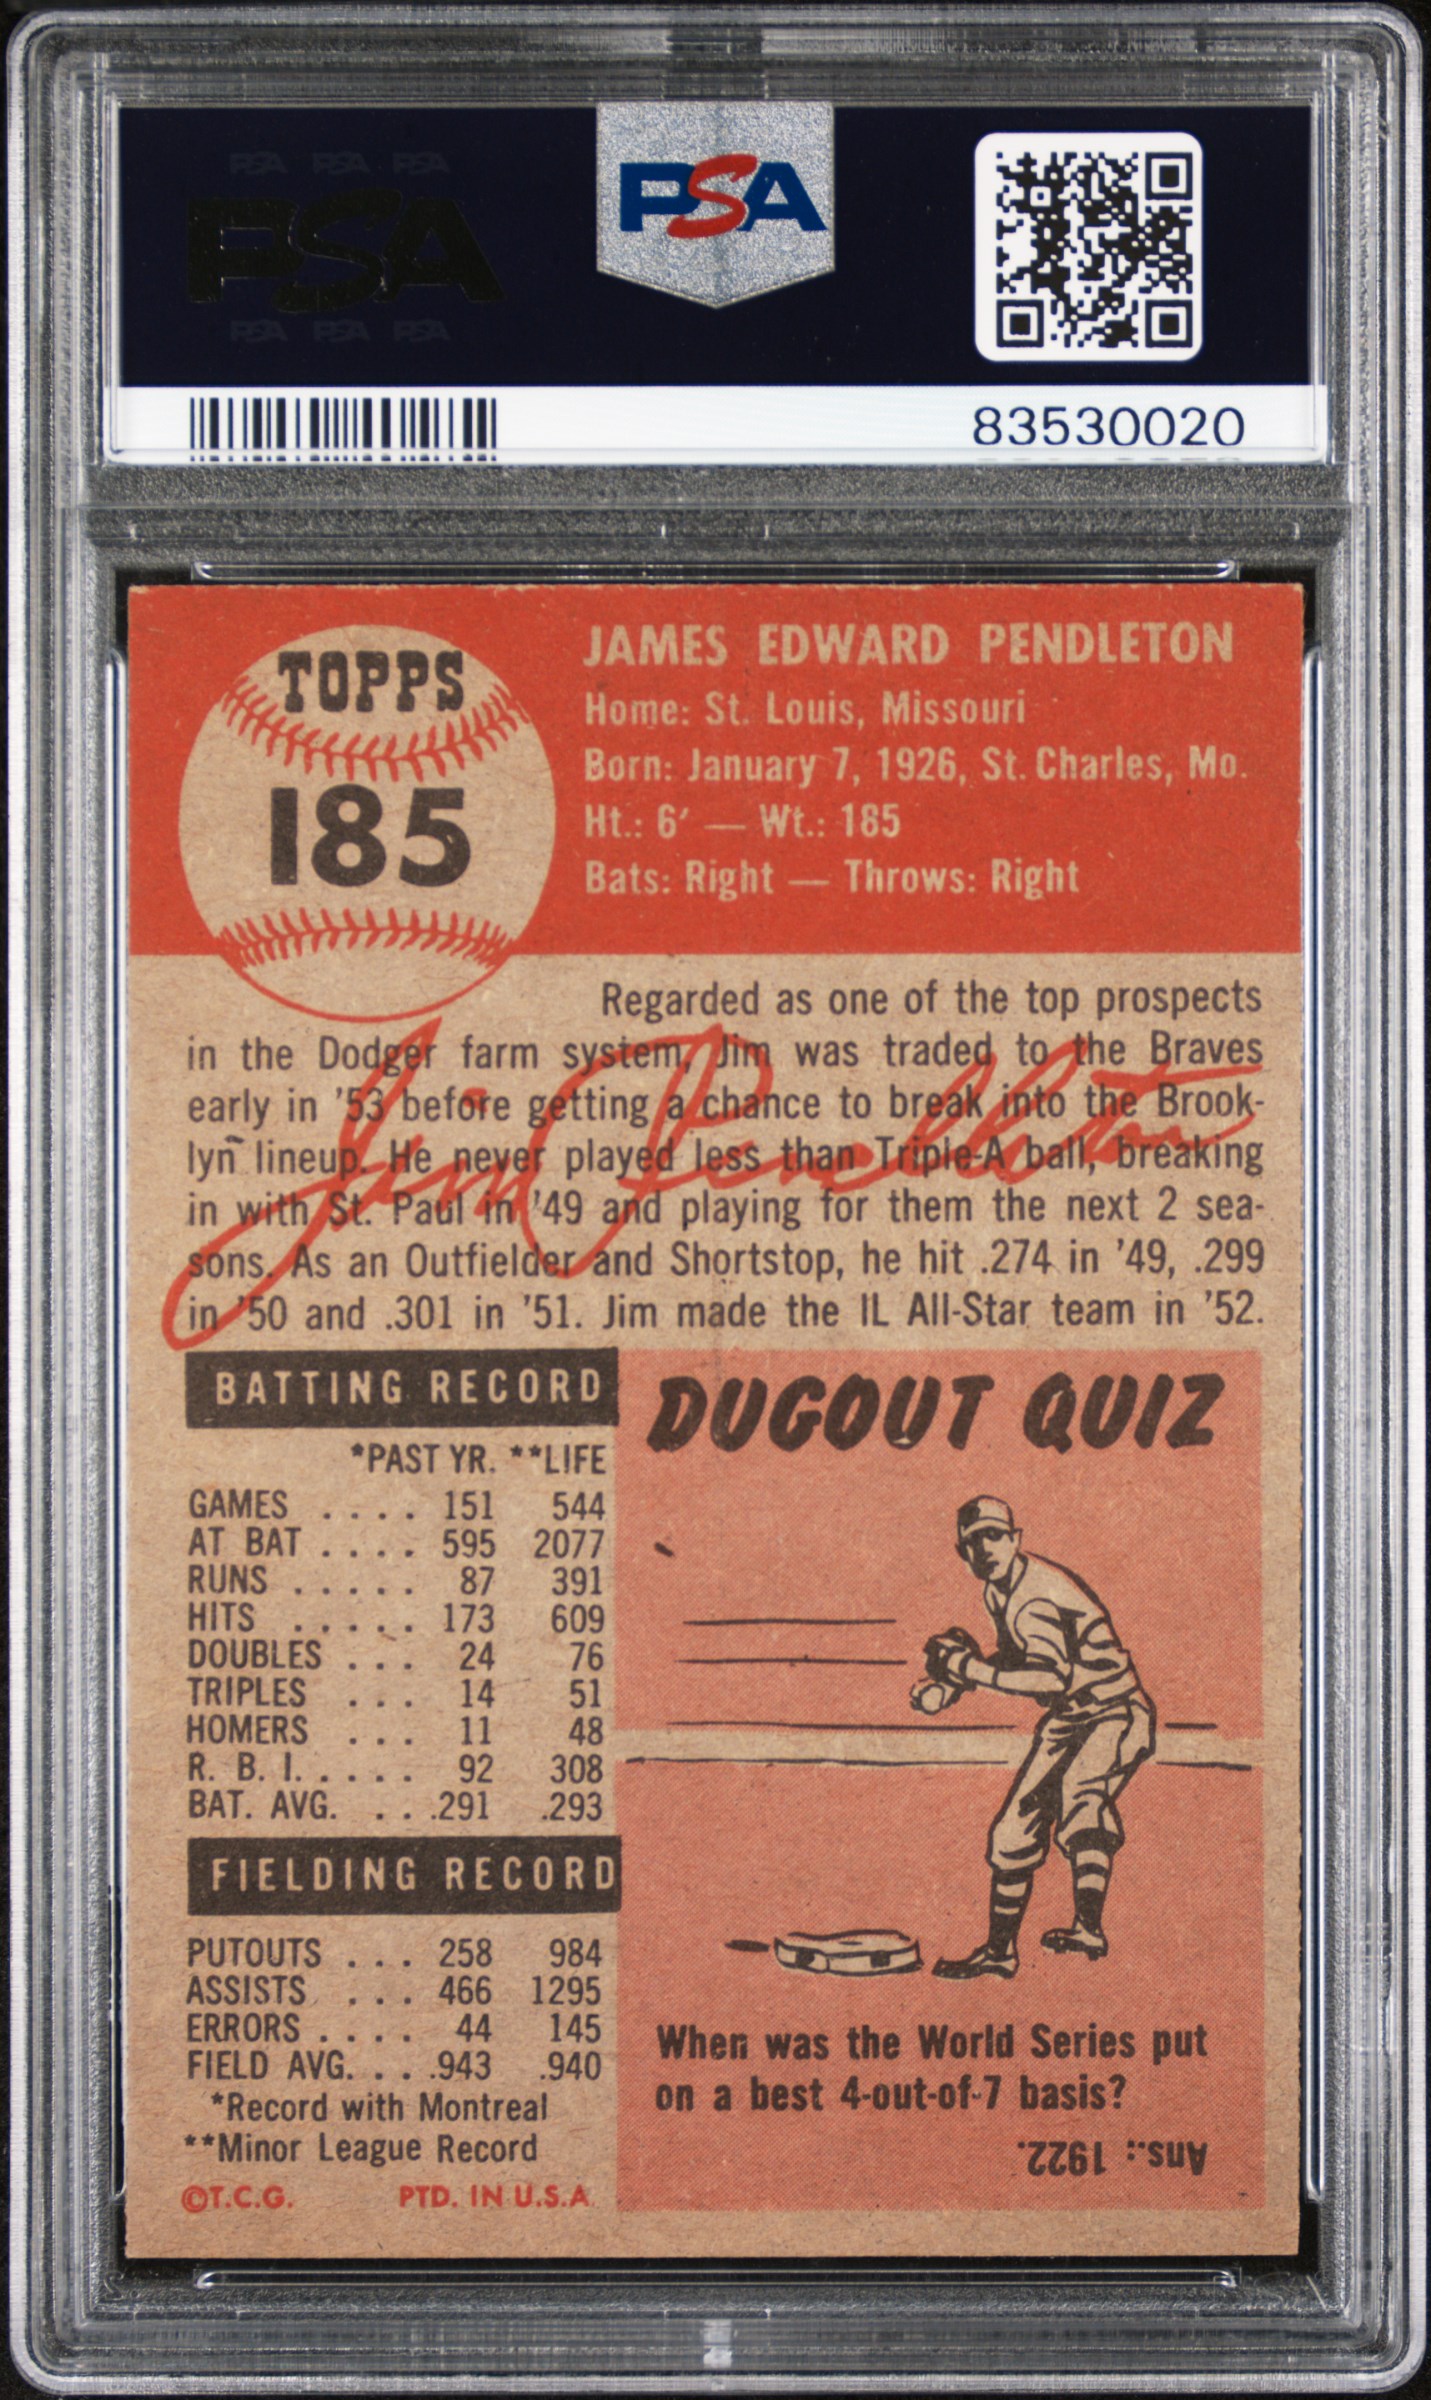 PSA PSA PSA
PSA
PSA PSA PSA
PSA
83530020
TOPPS
185
JAMES EDWARD PENDLETON
Home: St. Louis, Missouri
Born: January 7, 1926, St. Charles, Mo.
Ht.: 6′ — Wt.: 185
Bats: Right — Throws: Right
Regarded as one of the top prospects
in the Dodger farm system, Jim was traded to the Braves
early in ’53 before getting a chance to break into the Brook-
lyn lineup. He never played less than Triple-A ball, breaking
in with St. Paul in ’49 and playing for them the next 2 sea-
sons. As an Outfielder and Shortstop, he hit .274 in ’49, .299
in ’50 and .301 in ’51. Jim made the IL All-Star team in ’52.
Jim Pendleton
BATTING RECORD
*PAST YR. **LIFE
GAMES .... 151 544
AT BAT .... 595 2077
RUNS ..... 87 391
HITS ..... 173 609
DOUBLES ... 24 76
TRIPLES ... 14 51
HOMERS ... 11 48
R. B. I. .... 92 308
BAT. AVG. ...291 .293
FIELDING RECORD
PUTOUTS ... 258 984
ASSISTS ... 466 1295
ERRORS .... 44 145
FIELD AVG. ...943 .940
*Record with Montreal
**Minor League Record
©T.C.G. PTD. IN U.S.A.
DUGOUT QUIZ
When was the World Series put
on a best 4-out-of-7 basis?
Ans.: 1922.